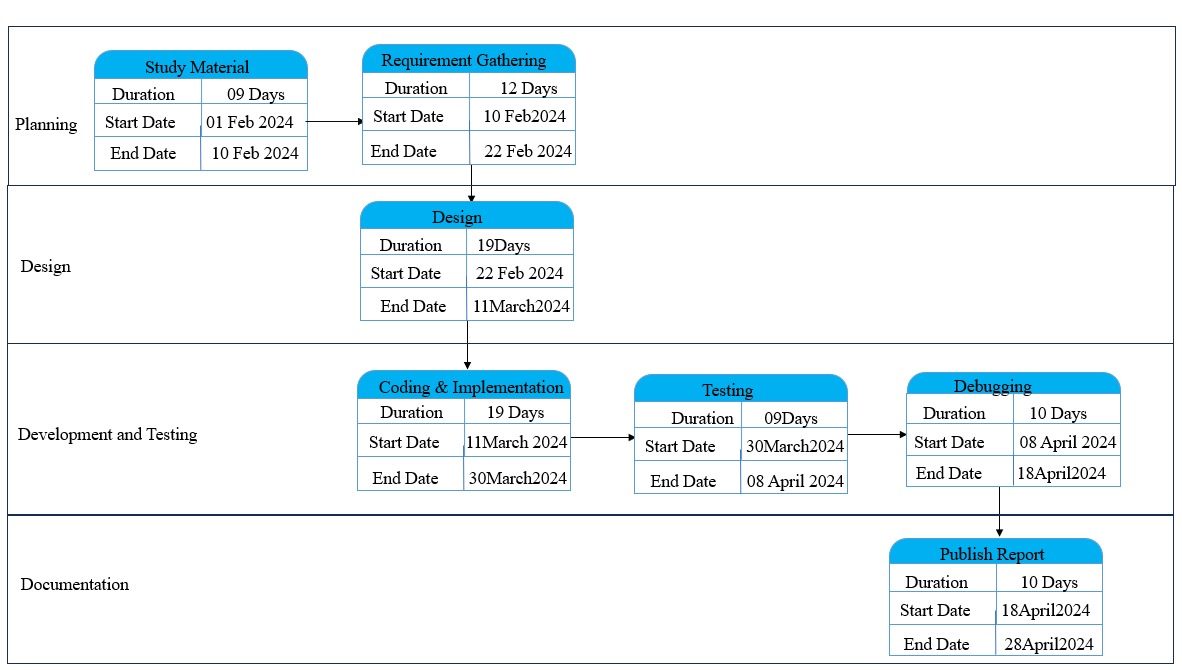 Planning
Study Material
Duration 09 Days
Start Date 01 Feb 2024
End Date 10 Feb 2024
Requirement Gathering
Duration 12 Days
Start Date 10 Feb2024
End Date 22 Feb 2024
Design
Design
Duration 19Days
Start Date 22 Feb 2024
End Date 11March2024
Development and Testing
Coding & Implementation
Duration 19 Days
Start Date 11March 2024
End Date 30March2024
Testing
Duration 09Days
Start Date 30March2024
End Date 08 April 2024
Debugging
Duration 10 Days
Start Date 08 April 2024
End Date 18April2024
Documentation
Publish Report
Duration 10 Days
Start Date 18April2024
End Date 28April2024